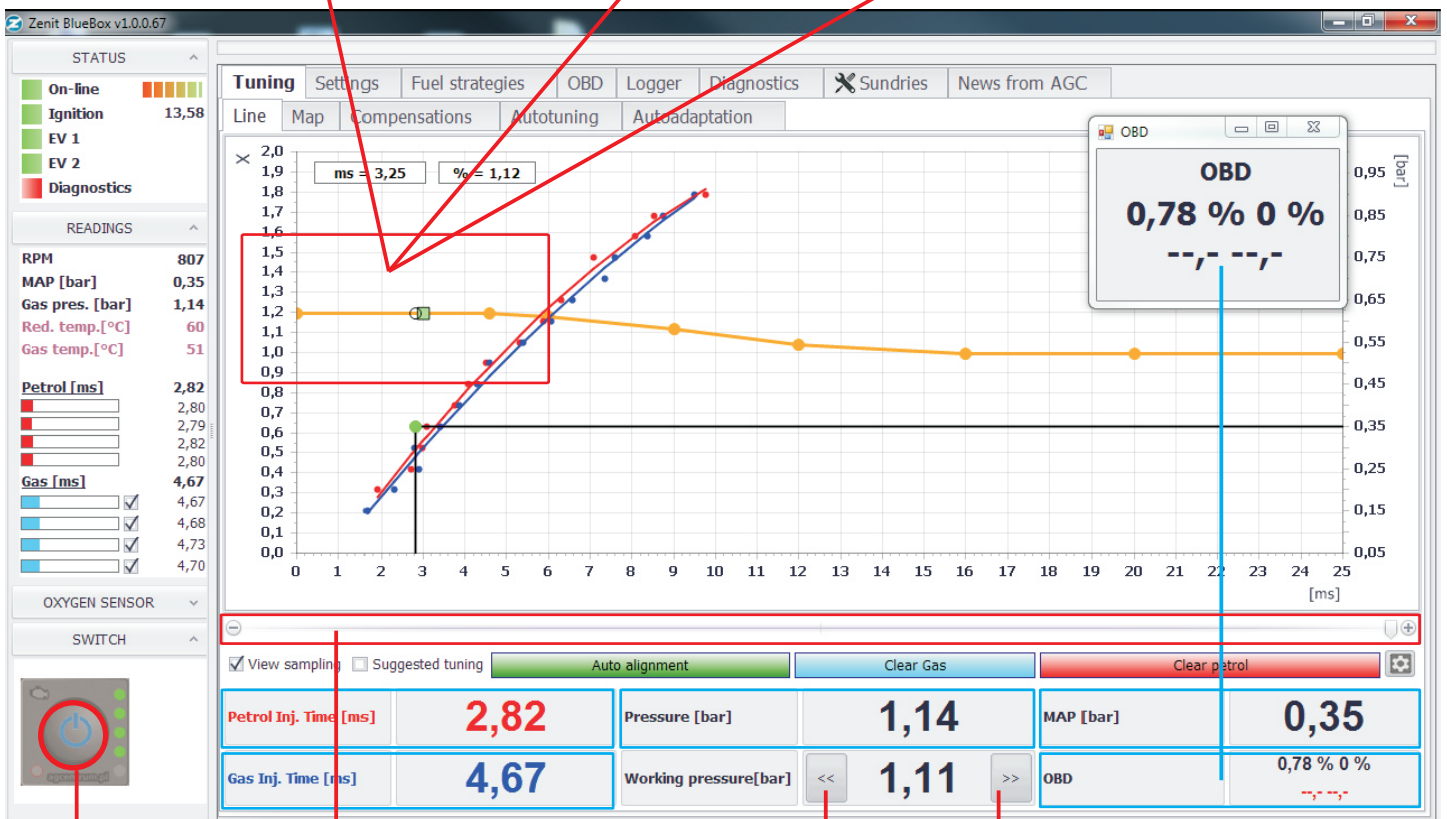 Zenit BlueBox v1.0.0.67
STATUS
On-line
Ignition 13,58
EV 1
EV 2
Diagnostics
READINGS
RPM 807
MAP [bar] 0,35
Gas pres. [bar] 1,14
Red. temp.[°C] 60
Gas temp.[°C] 51
Petrol [ms] 2,82
2,80
2,79
2,82
2,80
Gas [ms] 4,67
4,67
4,68
4,73
4,70
OXYGEN SENSOR
SWITCH
agcentrum.pl
Tuning Settings Fuel strategies OBD Logger Diagnostics Sundries News from AGC
Line Map Compensations Autotuning Autoadaptation
X
ms = 3,25 % = 1,12
2,0
1,9
1,8
1,7
1,6
1,5
1,4
1,3
1,2
1,1
1,0
0,9
0,8
0,7
0,6
0,5
0,4
0,3
0,2
0,1
0,0
0 1 2 3 4 5 6 7 8 9 10 11 12 13 14 15 16 17 18 19 20 21 22 23 24 25
[ms]
[bar]
0,95
0,85
0,75
0,65
0,55
0,45
0,35
0,25
0,15
0,05
OBD
OBD
0,78 % 0 %
--,- --,-
View sampling Suggested tuning Auto alignment Clear Gas Clear petrol
Petrol Inj. Time [ms] 2,82 Pressure [bar] 1,14 MAP [bar] 0,35
Gas Inj. Time [ms] 4,67 Working pressure[bar] << 1,11 >> OBD 0,78 % 0 %
--,- --,-